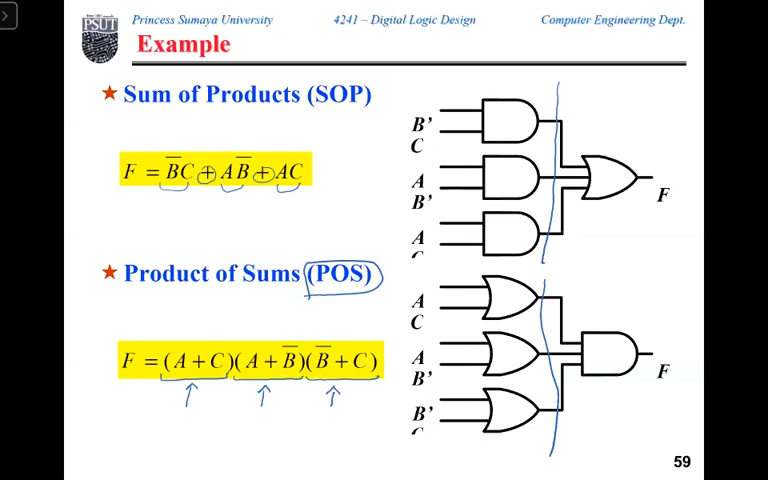 Princess Sumaya University
4241 – Digital Logic Design
Computer Engineering Dept.
PSUT
Example
★ Sum of Products (SOP)
F = B̅C + AB̅ + AC
B'
C
A
B'
A
C
F
★ Product of Sums (POS)
F = (A + C)(A + B̅)(B̅ + C)
A
C
A
B'
B'
C
F
59